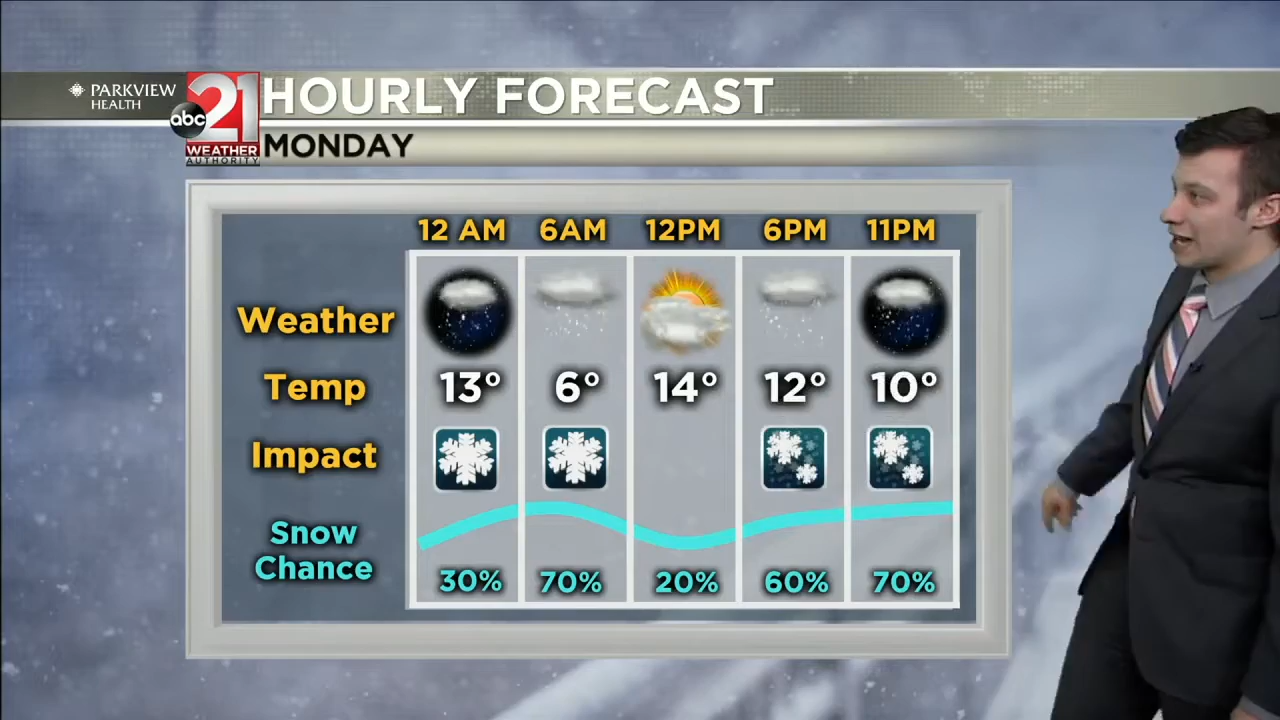 PARKVIEW
HEALTH
abc
21
WEATHER
AUTHORITY
HOURLY FORECAST
MONDAY
12 AM 6AM 12PM 6PM 11PM
Weather
Temp 13° 6° 14° 12° 10°
Impact
Snow
Chance
30% 70% 20% 60% 70%